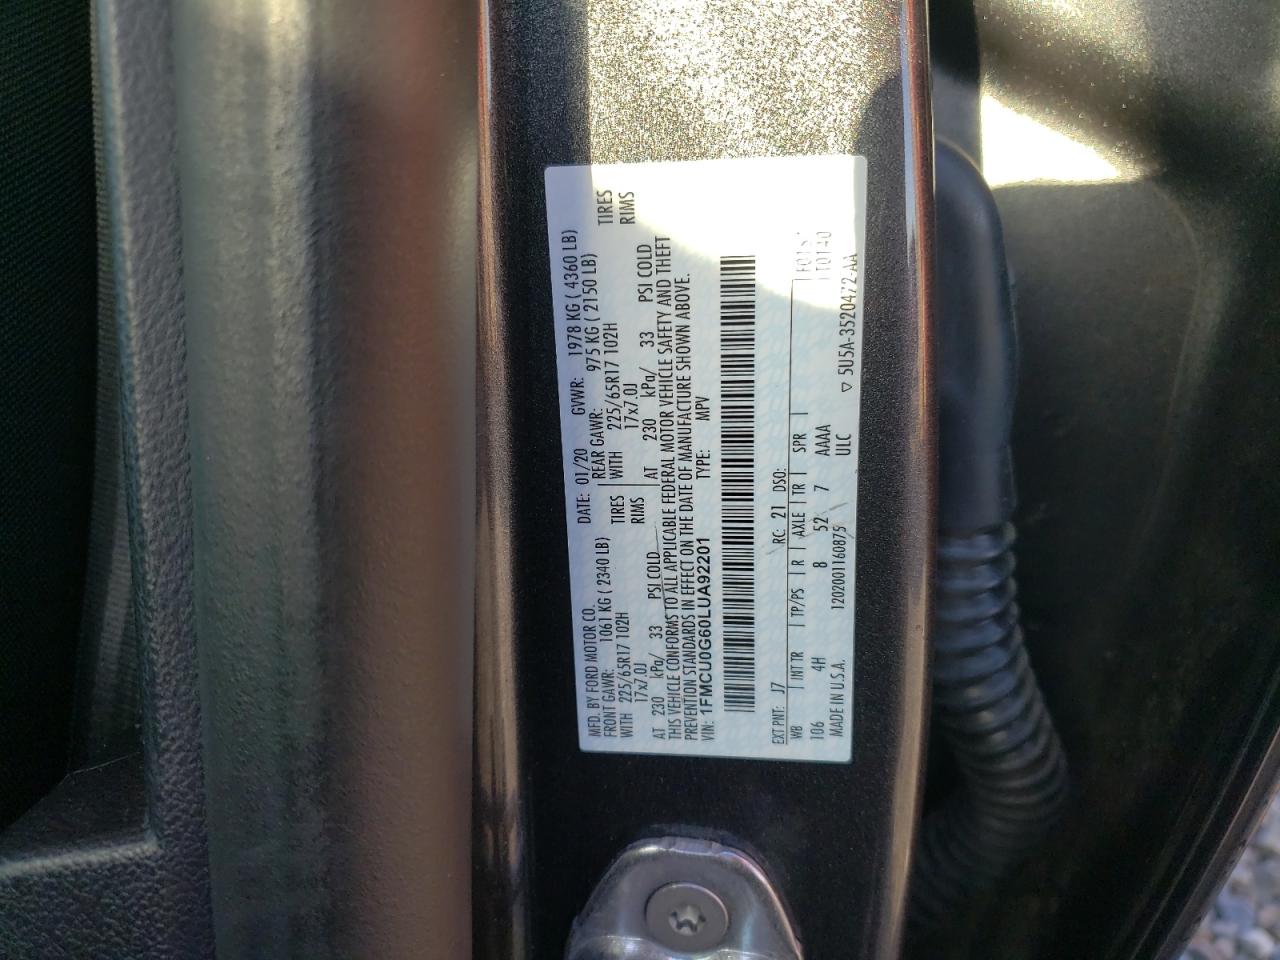 MFD. BY FORD MOTOR CO.
DATE: 01/20 GVWR: 1978 KG ( 4360 LB)
FRONT GAWR: 1061 KG ( 2340 LB) REAR GAWR: 975 KG ( 2150 LB)
WITH 225/65R17 102H TIRES WITH 225/65R17 102H TIRES
17x7.0J RIMS 17x7.0J RIMS
AT 230 kPa/ 33 PSI COLD AT 230 kPa/ 33 PSI COLD
THIS VEHICLE CONFORMS TO ALL APPLICABLE FEDERAL MOTOR VEHICLE SAFETY AND THEFT
PREVENTION STANDARDS IN EFFECT ON THE DATE OF MANUFACTURE SHOWN ABOVE.
VIN: 1FMCU0G60LUA92201 TYPE: MPV
EXT PNT: J7 RC: 21 DSO:
WB INT TR TP/PS R AXLE TR SPR
106 4H 8 52 7 AAAA
MADE IN U.S.A. 1202001160875 ULC
5U5A-3520472-AA